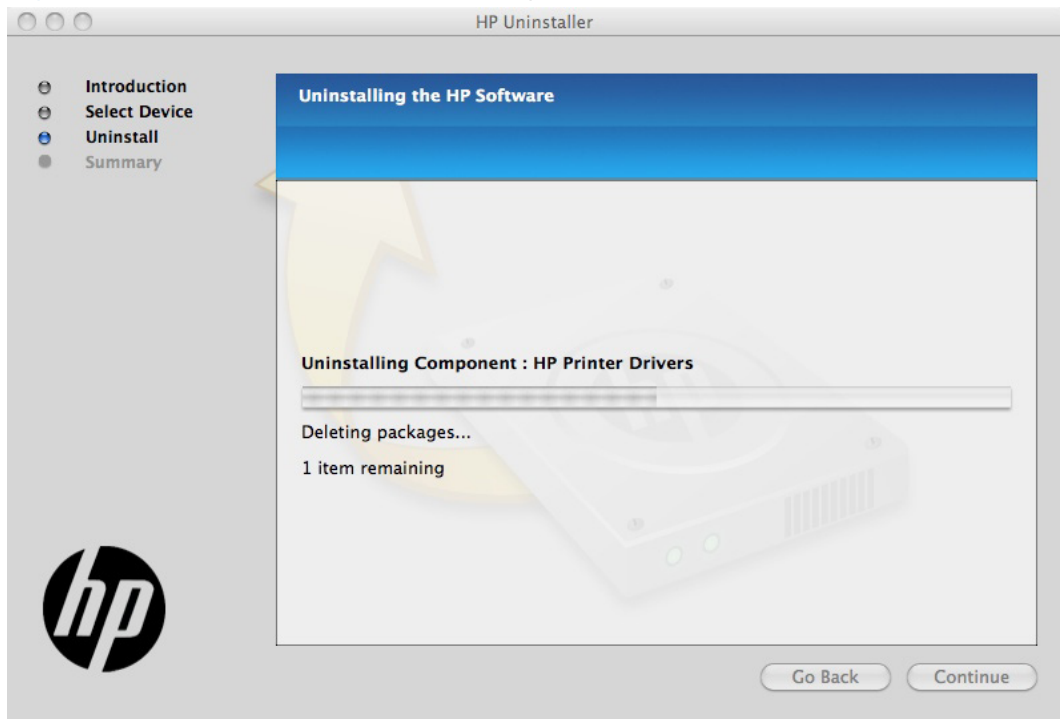 HP Uninstaller
Introduction
Select Device
Uninstall
Summary
Uninstalling the HP Software
Uninstalling Component : HP Printer Drivers
Deleting packages...
1 item remaining
hp
Go Back
Continue